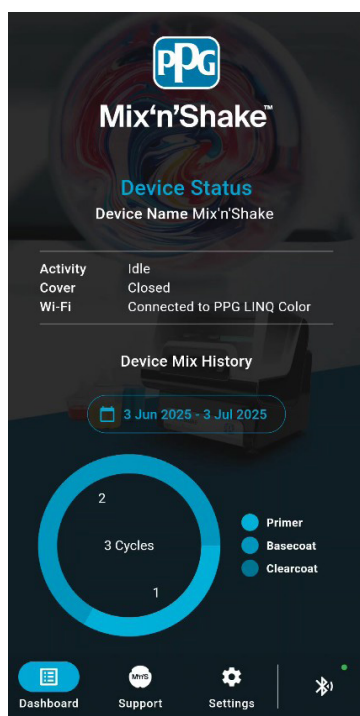 PPG
Mix'n'Shake™
Device Status
Device Name Mix'n'Shake
Activity Idle
Cover Closed
Wi-Fi Connected to PPG LINQ Color
Device Mix History
3 Jun 2025 - 3 Jul 2025
2
3 Cycles
1
Primer
Basecoat
Clearcoat
M'n'S
Dashboard Support Settings